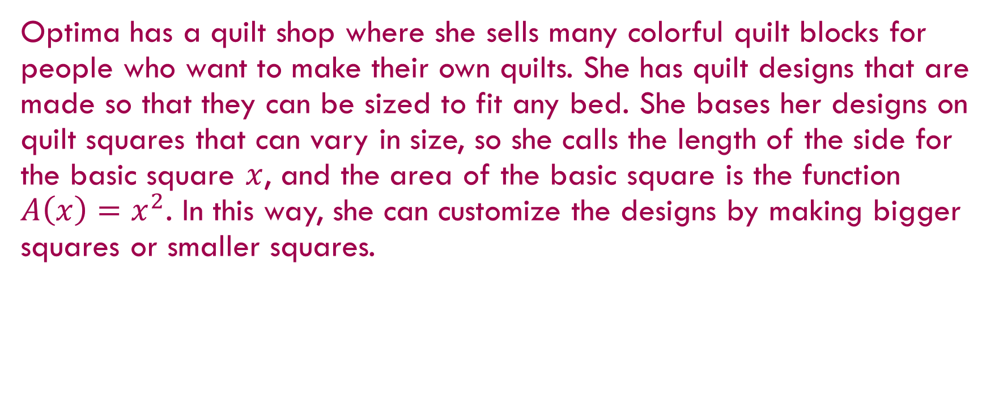 Optima has a quilt shop where she sells many colorful quilt blocks for
people who want to make their own quilts. She has quilt designs that are
made so that they can be sized to fit any bed. She bases her designs on
quilt squares that can vary in size, so she calls the length of the side for
the basic square x, and the area of the basic square is the function
A(x) = x². In this way, she can customize the designs by making bigger
squares or smaller squares.